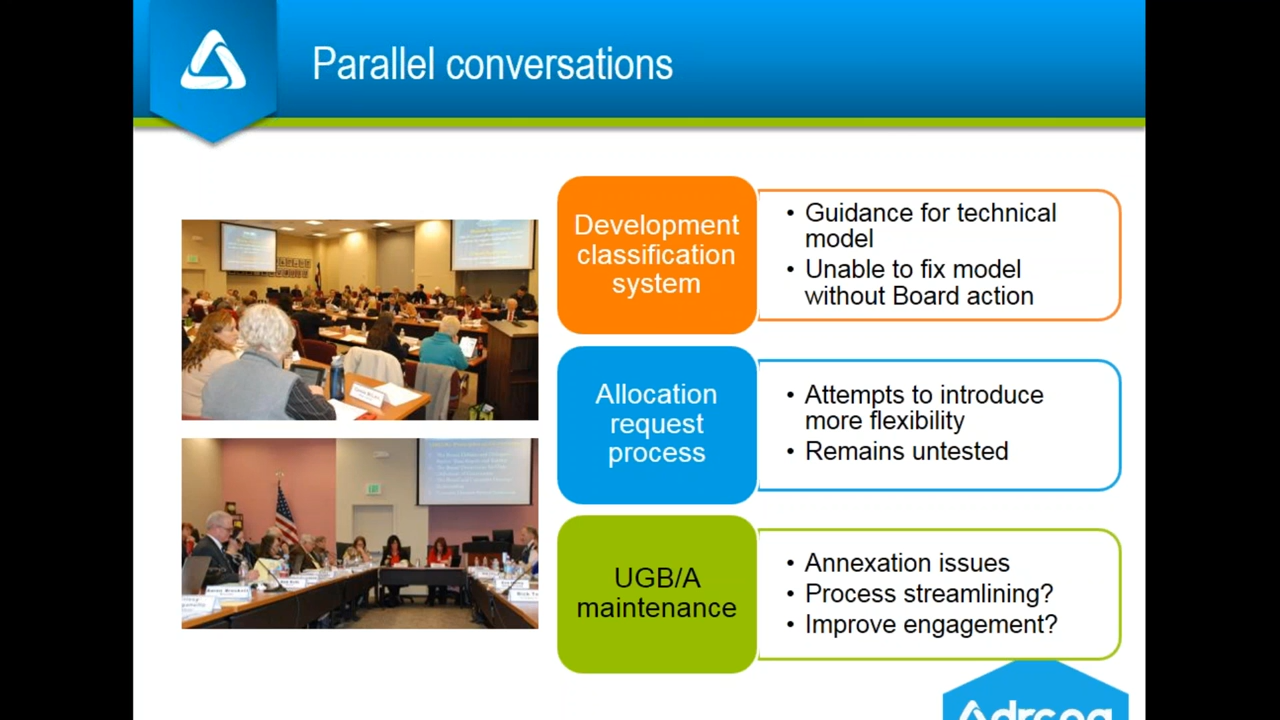 Parallel conversations
Development
classification
system
• Guidance for technical
model
• Unable to fix model
without Board action
Allocation
request
process
• Attempts to introduce
more flexibility
• Remains untested
UGB/A
maintenance
• Annexation issues
• Process streamlining?
• Improve engagement?
drcog